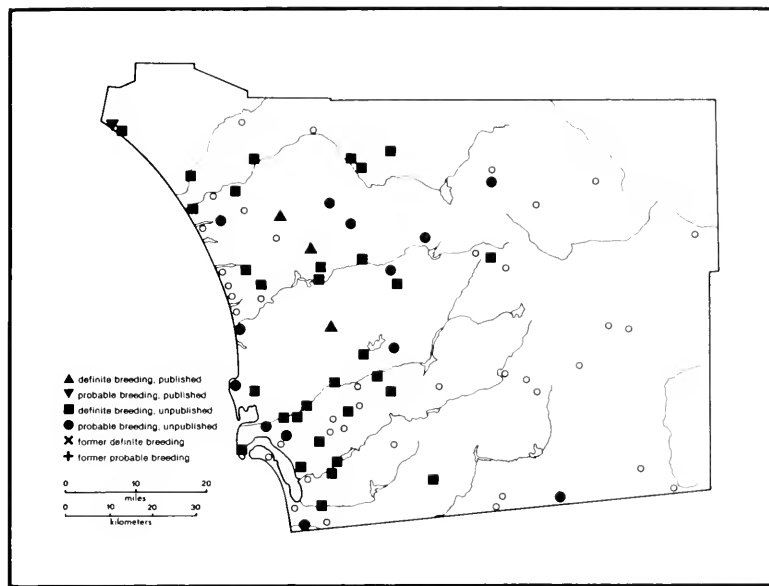 ▲ definite breeding, published
▼ probable breeding, published
■ definite breeding, unpublished
● probable breeding, unpublished
✕ former definite breeding
+ former probable breeding
0 10 20
miles
0 10 20 30
kilometers